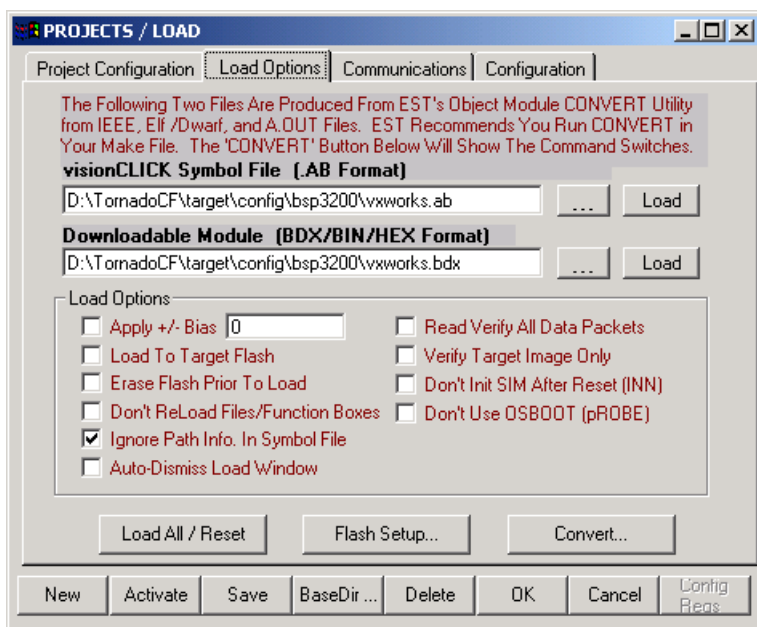 PROJECTS / LOAD
Project Configuration Load Options Communications Configuration
The Following Two Files Are Produced From EST's Object Module CONVERT Utility
from IEEE, Elf /Dwarf, and A.OUT Files. EST Recommends You Run CONVERT in
Your Make File. The 'CONVERT' Button Below Will Show The Command Switches.
visionCLICK Symbol File (.AB Format)
D:\TornadoCF\target\config\bsp3200\vxworks.ab ... Load
Downloadable Module (BDX/BIN/HEX Format)
D:\TornadoCF\target\config\bsp3200\vxworks.bdx ... Load
Load Options
Apply +/- Bias 0 Read Verify All Data Packets
Load To Target Flash Verify Target Image Only
Erase Flash Prior To Load Don't Init SIM After Reset (INN)
Don't ReLoad Files/Function Boxes Don't Use OSBOOT (pROBE)
Ignore Path Info. In Symbol File
Auto-Dismiss Load Window
Load All / Reset Flash Setup... Convert...
New Activate Save BaseDir ... Delete OK Cancel Config
Regs